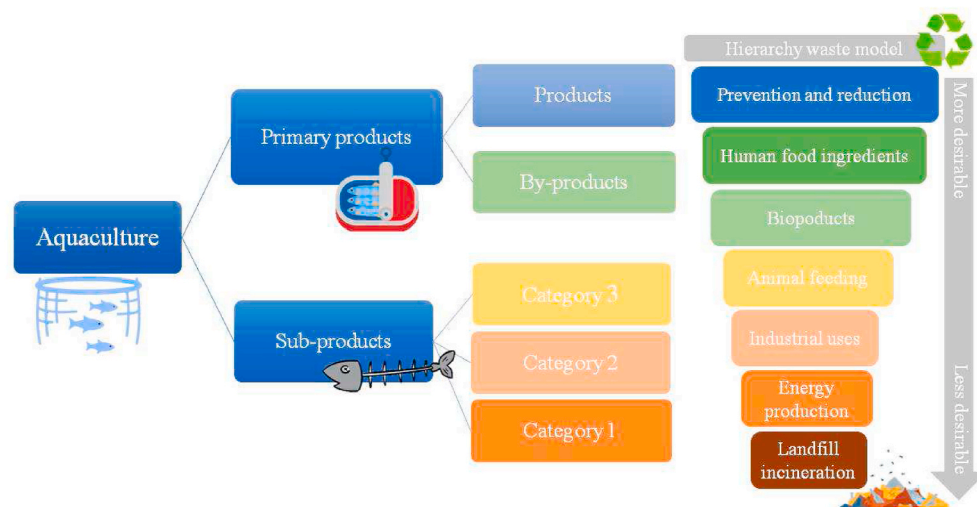 Hierarchy waste model
Products
Prevention and reduction
Primary products
Human food ingredients
By-products
Biopoducts
Aquaculture
Animal feeding
Category 3
Industrial uses
Sub-products
Category 2
Energy
production
Category 1
Landfill
incineration
More desirable
Less desirable